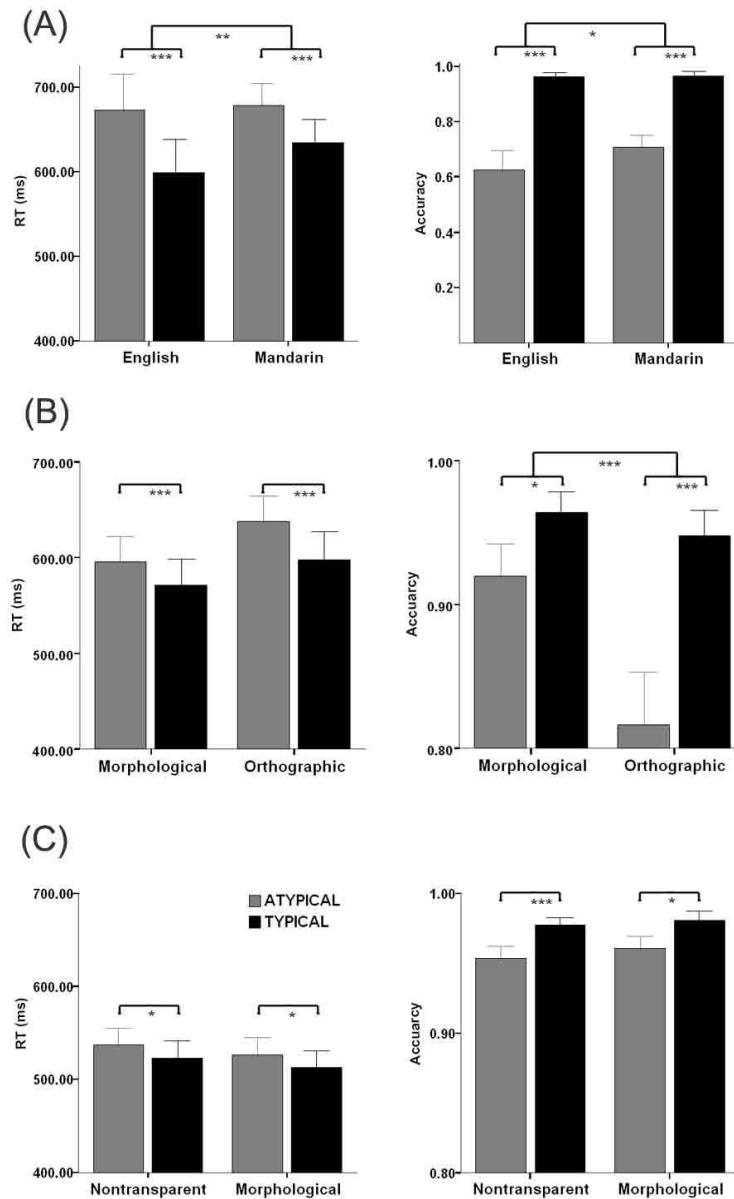 (A)
**
***
***
700.00
600.00
500.00
400.00
RT (ms)
English
Mandarin
*
***
***
1.0
0.8
0.6
0.4
0.2
Accuracy
English
Mandarin
(B)
***
***
700.00
600.00
500.00
400.00
RT (ms)
Morphological
Orthographic
***
*
***
1.00
0.90
0.80
Accuarcy
Morphological
Orthographic
(C)
ATYPICAL
TYPICAL
*
*
700.00
600.00
500.00
400.00
RT (ms)
Nontransparent
Morphological
***
*
1.00
0.90
0.80
Accuarcy
Nontransparent
Morphological